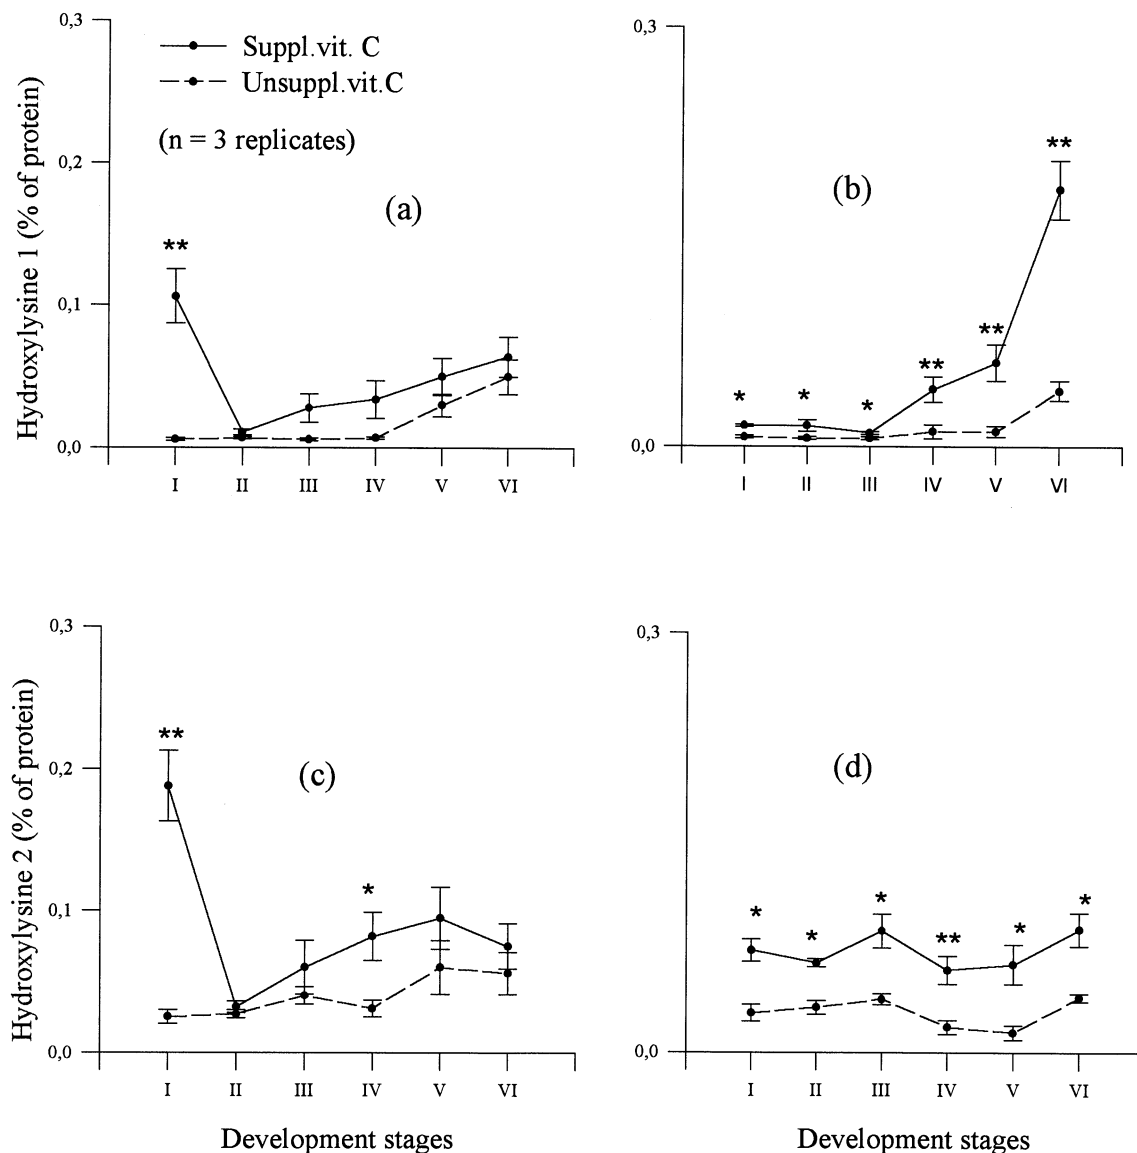 Hydroxylysine 1 (% of protein)
0,3
0,2
0,1
0,0
Suppl.vit. C
Unsuppl.vit.C
(n = 3 replicates)
(a)
**
I II III IV V VI
0,3
0,0
(b)
* * * ** ** **
I II III IV V VI
Hydroxylysine 2 (% of protein)
0,3
0,2
0,1
0,0
(c)
** *
I II III IV V VI
Development stages
0,3
0,0
(d)
* * * ** * *
I II III IV V VI
Development stages